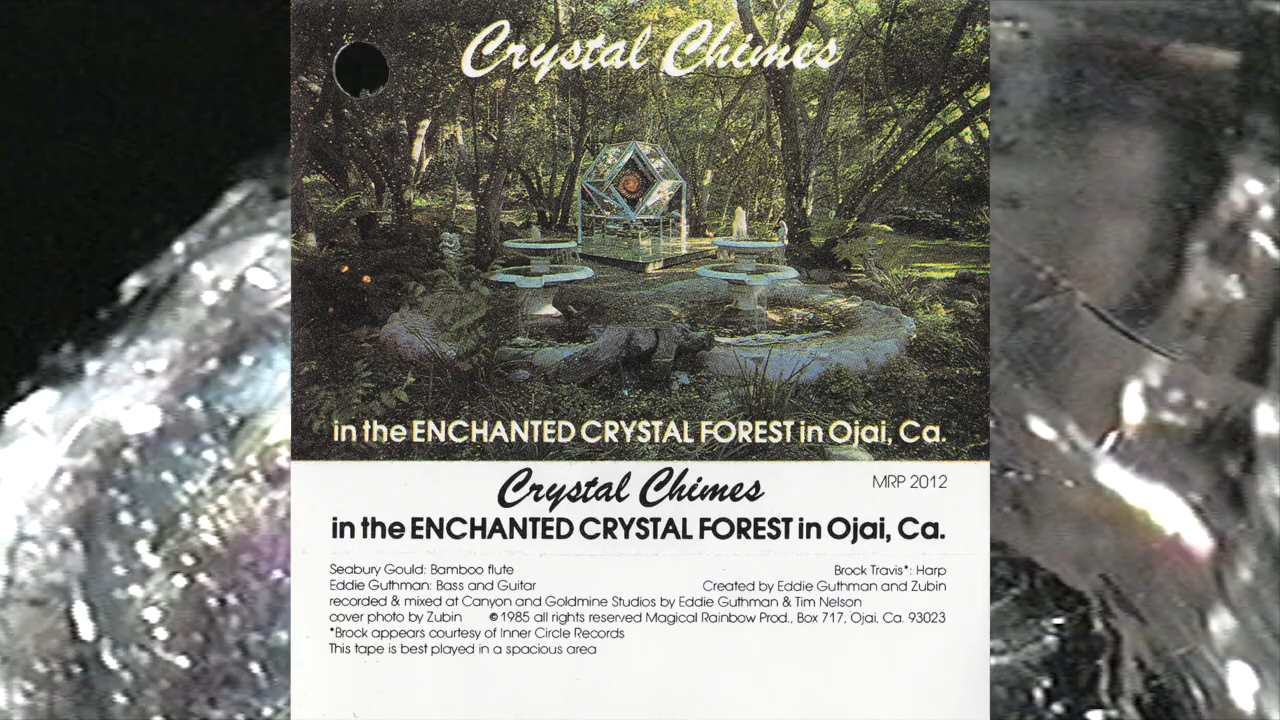 Crystal Chimes
in the ENCHANTED CRYSTAL FOREST in Ojai, Ca.
Crystal Chimes
MRP 2012
in the ENCHANTED CRYSTAL FOREST in Ojai, Ca.
Seabury Gould: Bamboo flute
Brock Travis*: Harp
Eddie Guthman: Bass and Guitar
Created by Eddie Guthman and Zubin
recorded & mixed at Canyon and Goldmine Studios by Eddie Guthman & Tim Nelson
cover photo by Zubin ©1985 all rights reserved Magical Rainbow Prod., Box 717, Ojai, Ca. 93023
*Brock appears courtesy of Inner Circle Records
This tape is best played in a spacious area